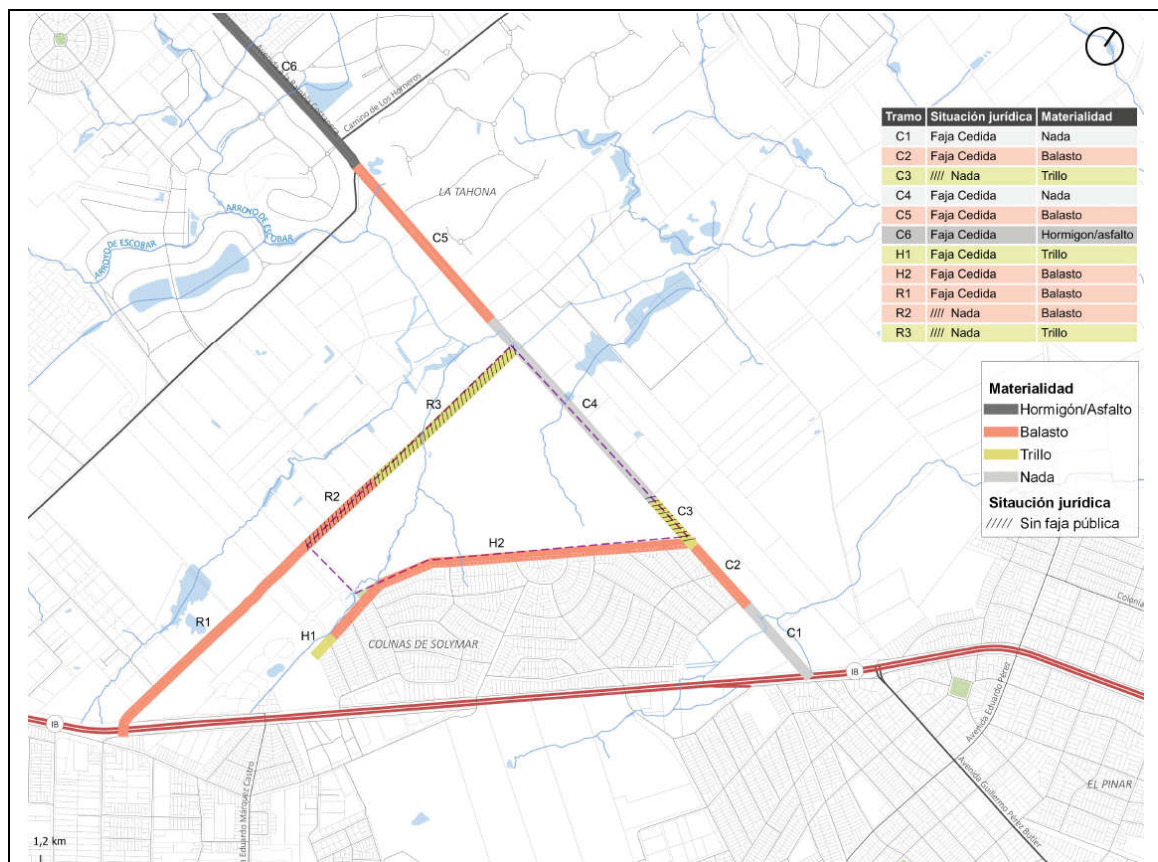 C6
Camino de Los Horneros
LA TAHONA
ARROYO DE ESCOBAR
ARROYO DE ESCOBAR
C5
Tramo Situación jurídica Materialidad
C1 Faja Cedida Nada
C2 Faja Cedida Balasto
C3 //// Nada Trillo
C4 Faja Cedida Nada
C5 Faja Cedida Balasto
C6 Faja Cedida Hormigon/asfalto
H1 Faja Cedida Trillo
H2 Faja Cedida Balasto
R1 Faja Cedida Balasto
R2 //// Nada Balasto
R3 //// Nada Trillo
Materialidad
Hormigón/Asfalto
Balasto
Trillo
Nada
Sitaución jurídica
///// Sin faja pública
R3
C4
R2
C3
H2
C2
R1
H1
COLINAS DE SOLYMAR
C1
Colonia
IB
IB
Avenida Eduardo Pérez
Avenida Guillermo Pérez Butler
EL PINAR
Eduardo Márquez Castro
1,2 km